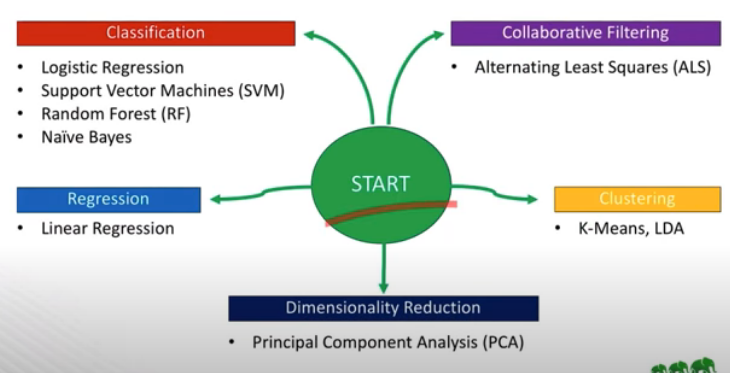 Classification
• Logistic Regression
• Support Vector Machines (SVM)
• Random Forest (RF)
• Naïve Bayes
Collaborative Filtering
• Alternating Least Squares (ALS)
START
Regression
• Linear Regression
Clustering
• K-Means, LDA
Dimensionality Reduction
• Principal Component Analysis (PCA)